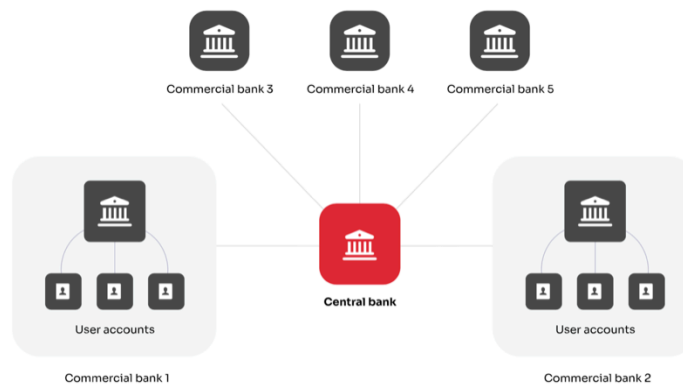 Commercial bank 3
Commercial bank 4
Commercial bank 5
Central bank
User accounts
User accounts
Commercial bank 1
Commercial bank 2